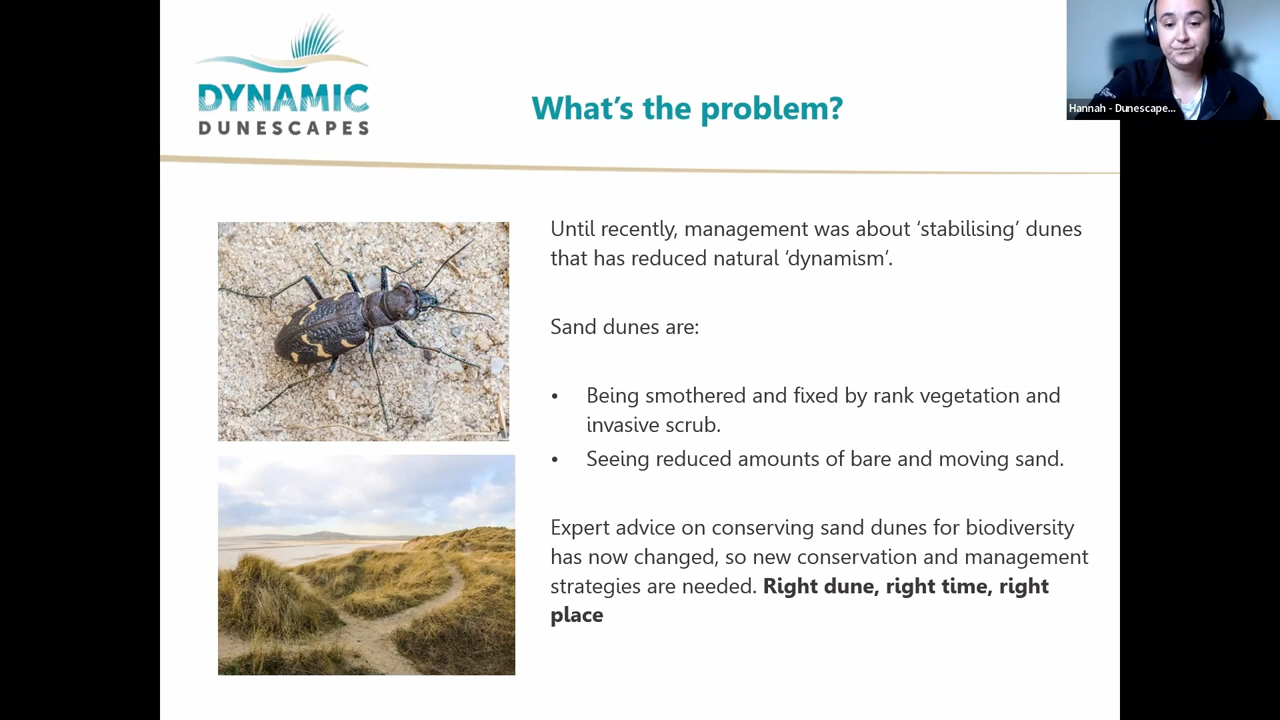 DYNAMIC
DUNESCAPES
What's the problem?
Hannah - Dunescape...
Until recently, management was about ‘stabilising’ dunes
that has reduced natural ‘dynamism’.
Sand dunes are:
• Being smothered and fixed by rank vegetation and
invasive scrub.
• Seeing reduced amounts of bare and moving sand.
Expert advice on conserving sand dunes for biodiversity
has now changed, so new conservation and management
strategies are needed. Right dune, right time, right
place